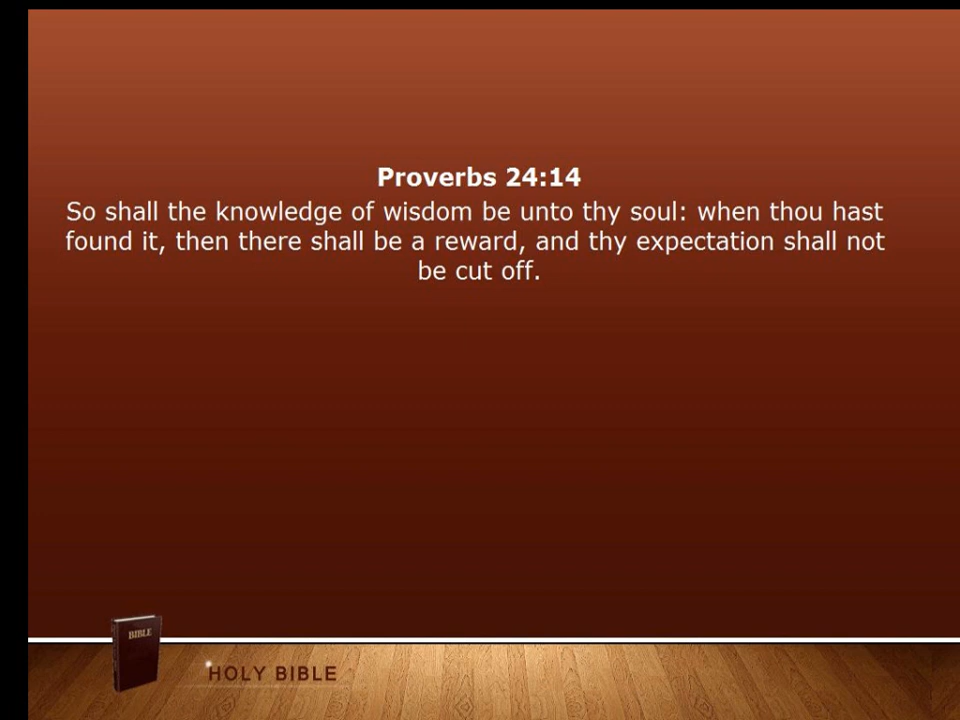 Proverbs 24:14
So shall the knowledge of wisdom be unto thy soul: when thou hast
found it, then there shall be a reward, and thy expectation shall not
be cut off.
BIBLE
HOLY BIBLE